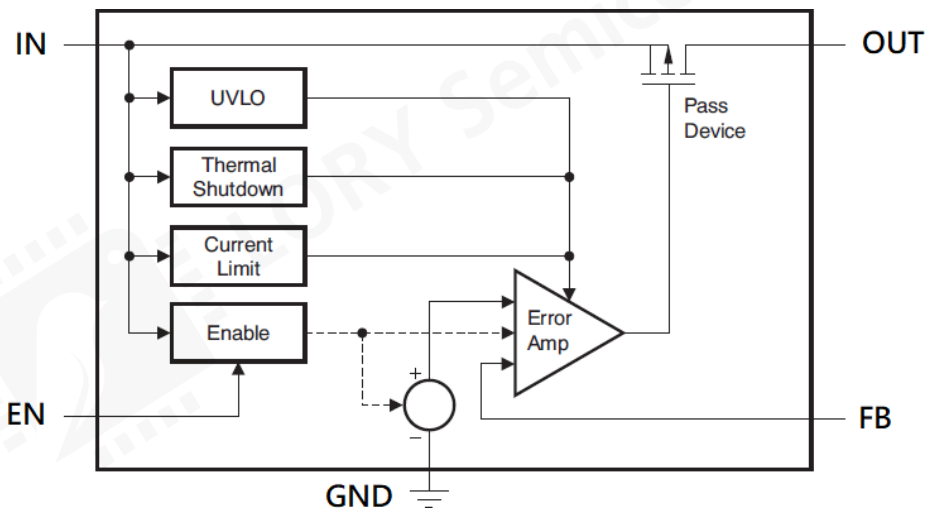 IN
OUT
UVLO
Pass
Device
Thermal
Shutdown
Current
Limit
Enable
Error
Amp
+
−
EN
FB
GND